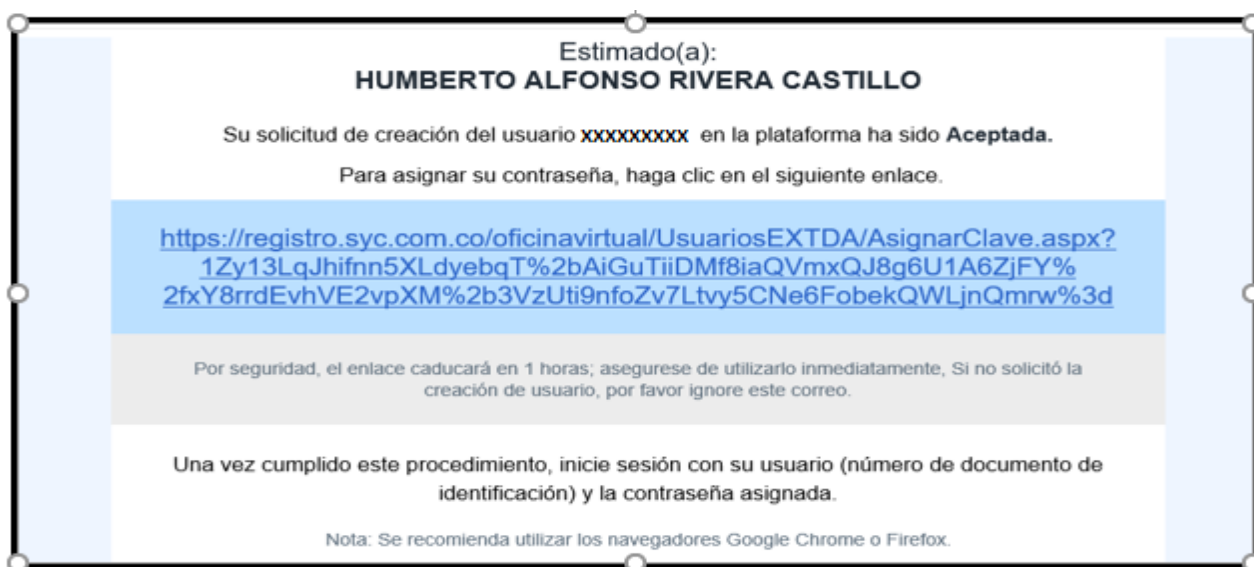 Estimado(a):
HUMBERTO ALFONSO RIVERA CASTILLO
Su solicitud de creación del usuario xxxxxxxxx en la plataforma ha sido Aceptada.
Para asignar su contraseña, haga clic en el siguiente enlace.
https://registro.syc.com.co/oficinavirtual/UsuariosEXTDA/AsignarClave.aspx?
1Zy13LqJhifnn5XLdyebqT%2bAiGuTiiDMf8iaQVmxQJ8g6U1A6ZjFY%
2fxY8rrdEvhVE2vpXM%2b3VzUti9nfoZv7Ltvy5CNe6FobekQWLjnQmrw%3d
Por seguridad, el enlace caducará en 1 horas; asegurese de utilizarlo inmediatamente, Si no solicitó la
creación de usuario, por favor ignore este correo.
Una vez cumplido este procedimiento, inicie sesión con su usuario (número de documento de
identificación) y la contraseña asignada.
Nota: Se recomienda utilizar los navegadores Google Chrome o Firefox.